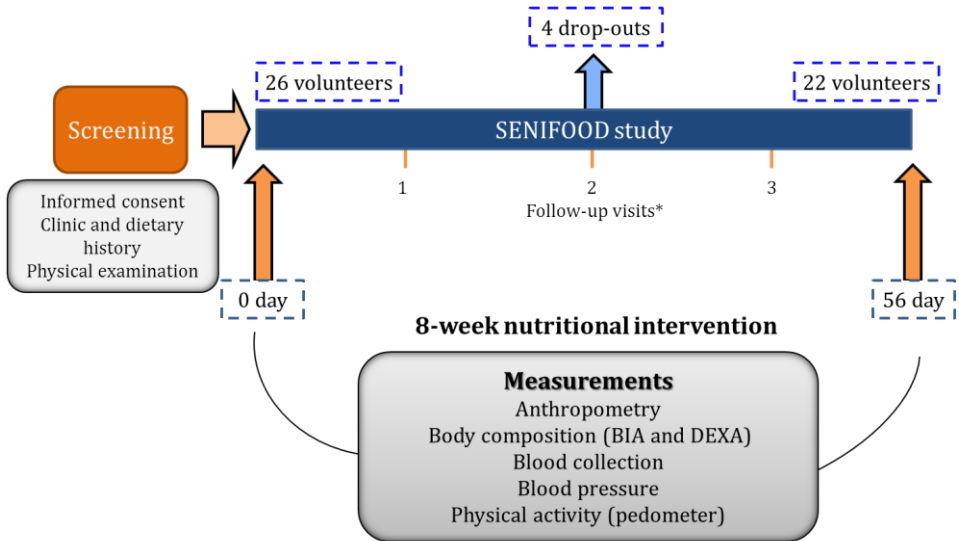 4 drop-outs
26 volunteers
22 volunteers
Screening
SENIFOOD study
1
2
3
Follow-up visits*
Informed consent
Clinic and dietary
history
Physical examination
0 day
56 day
8-week nutritional intervention
Measurements
Anthropometry
Body composition (BIA and DEXA)
Blood collection
Blood pressure
Physical activity (pedometer)